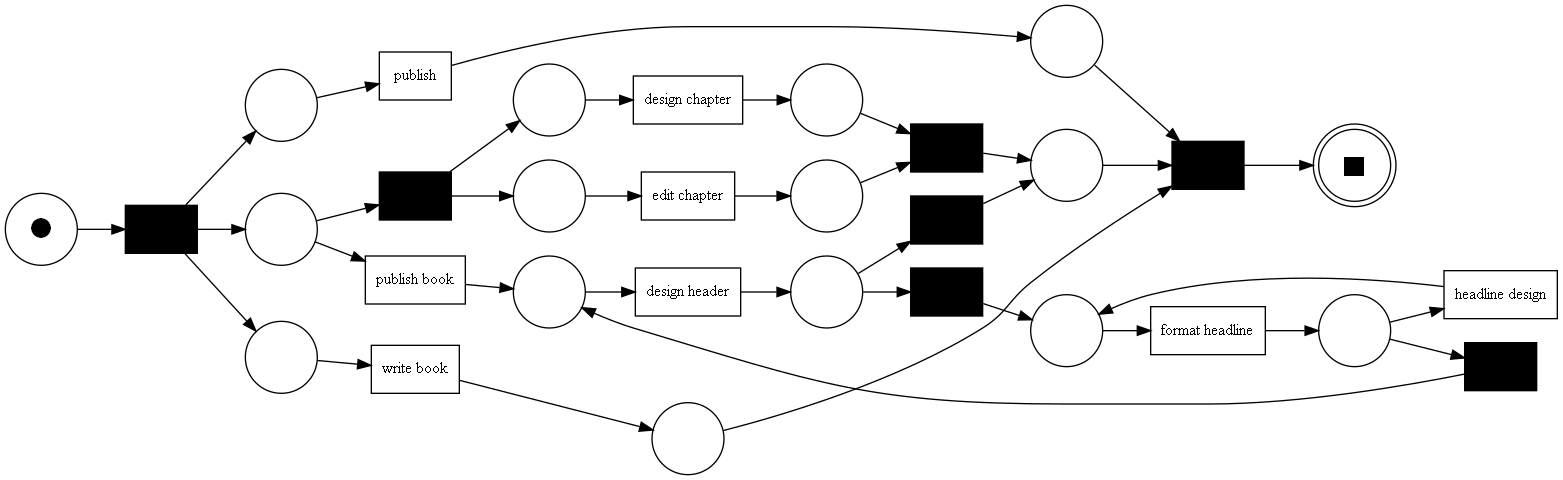 publish
design chapter
edit chapter
publish book
design header
headline design
format headline
write book